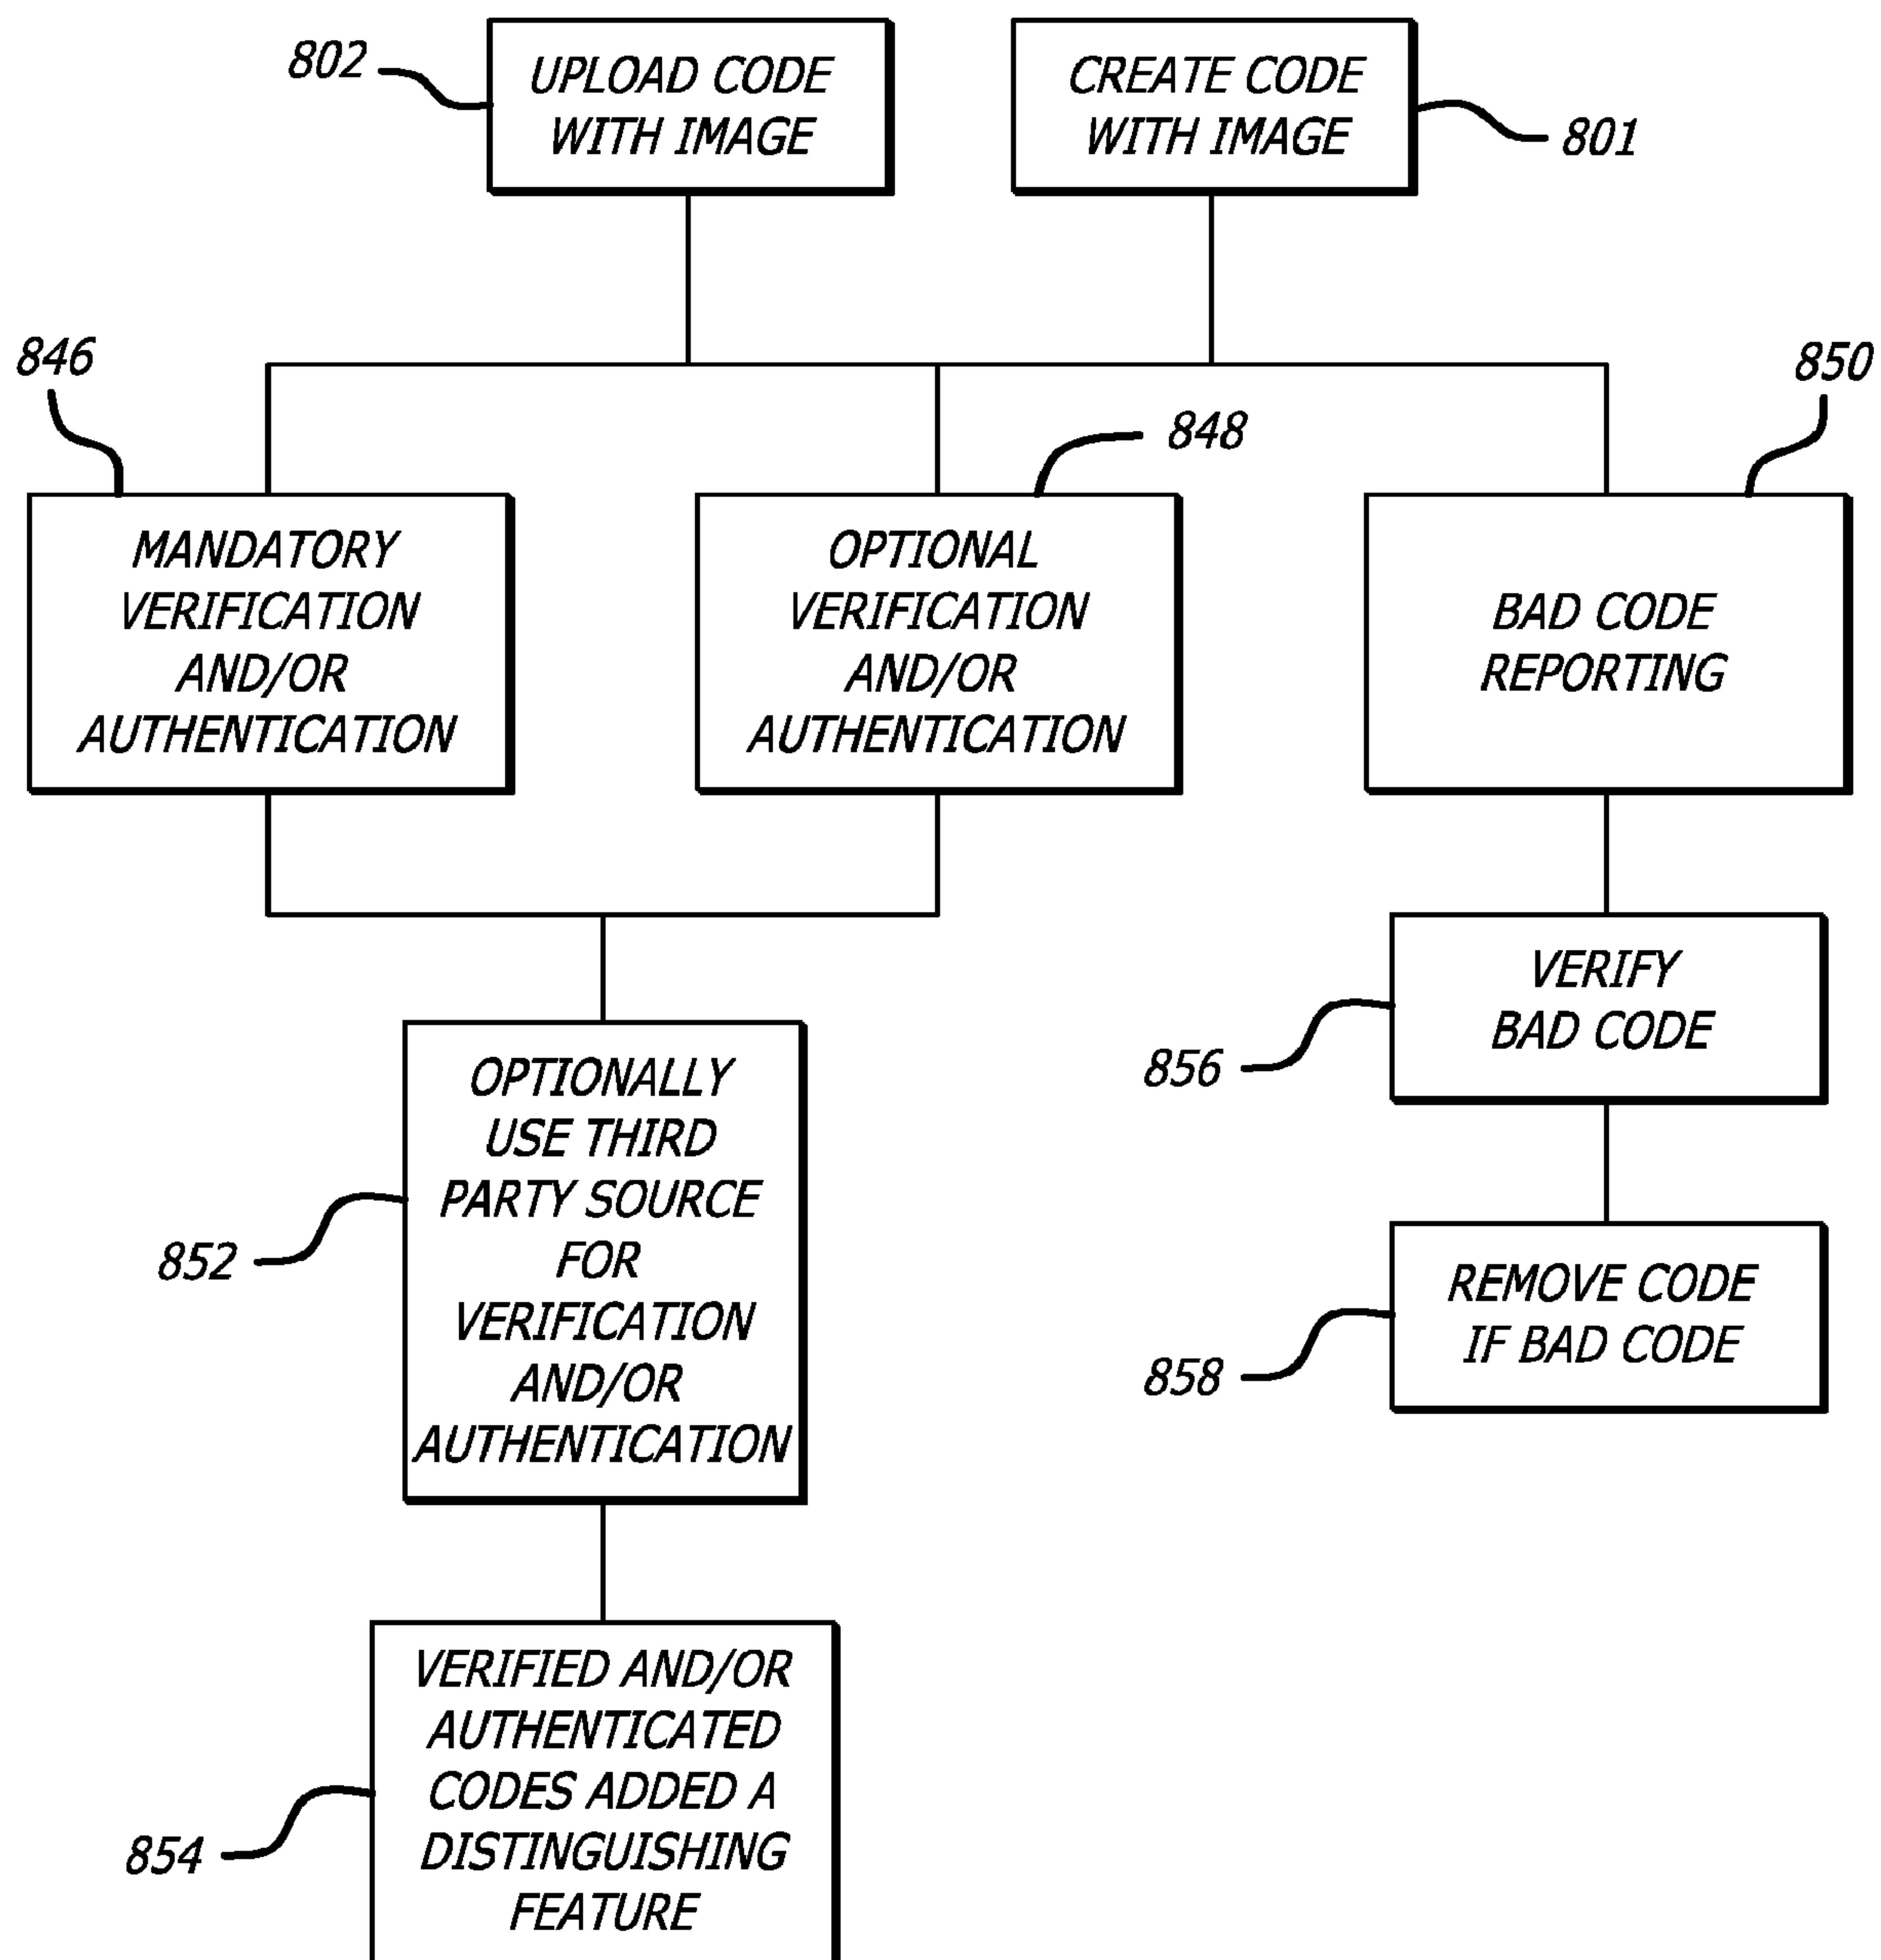 802
UPLOAD CODE
WITH IMAGE
CREATE CODE
WITH IMAGE
801
846
848
850
MANDATORY
VERIFICATION
AND/OR
AUTHENTICATION
OPTIONAL
VERIFICATION
AND/OR
AUTHENTICATION
BAD CODE
REPORTING
852
OPTIONALLY
USE THIRD
PARTY SOURCE
FOR
VERIFICATION
AND/OR
AUTHENTICATION
856
VERIFY
BAD CODE
858
REMOVE CODE
IF BAD CODE
854
VERIFIED AND/OR
AUTHENTICATED
CODES ADDED A
DISTINGUISHING
FEATURE